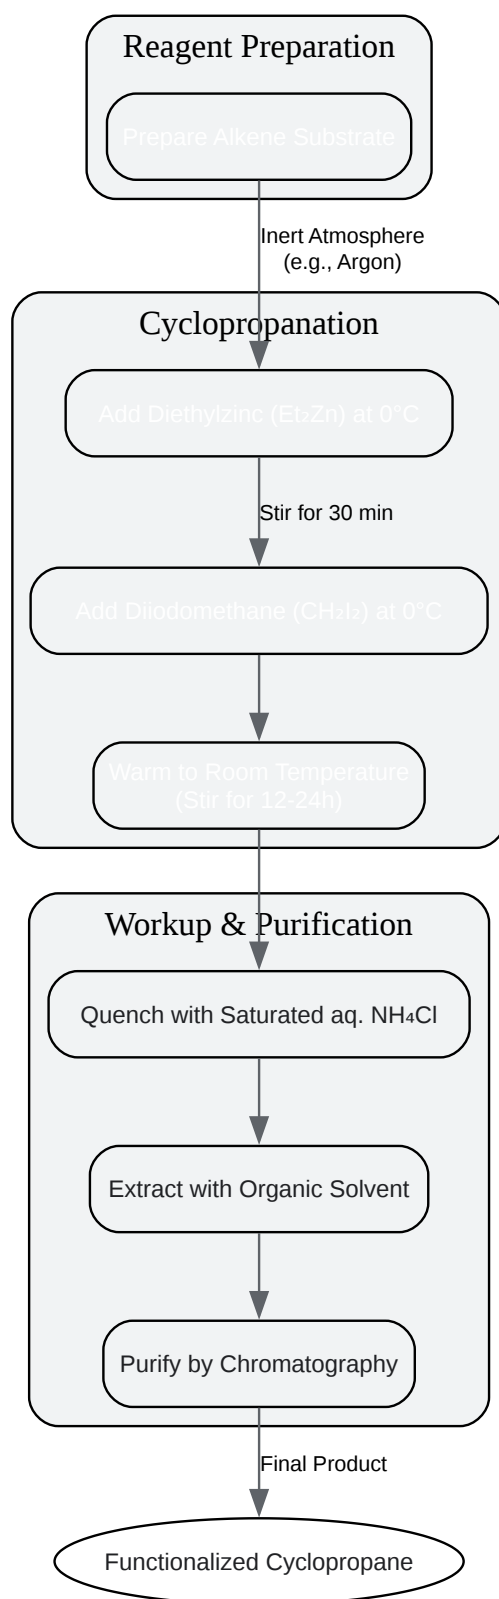 Reagent Preparation
Prepare Alkene Substrate
Inert Atmosphere
(e.g., Argon)
Cyclopropanation
Add Diethylzinc (Et₂Zn) at 0°C
Stir for 30 min
Add Diiodomethane (CH₂I₂) at 0°C
Warm to Room Temperature
(Stir for 12-24h)
Workup & Purification
Quench with Saturated aq. NH₄Cl
Extract with Organic Solvent
Purify by Chromatography
Final Product
Functionalized Cyclopropane